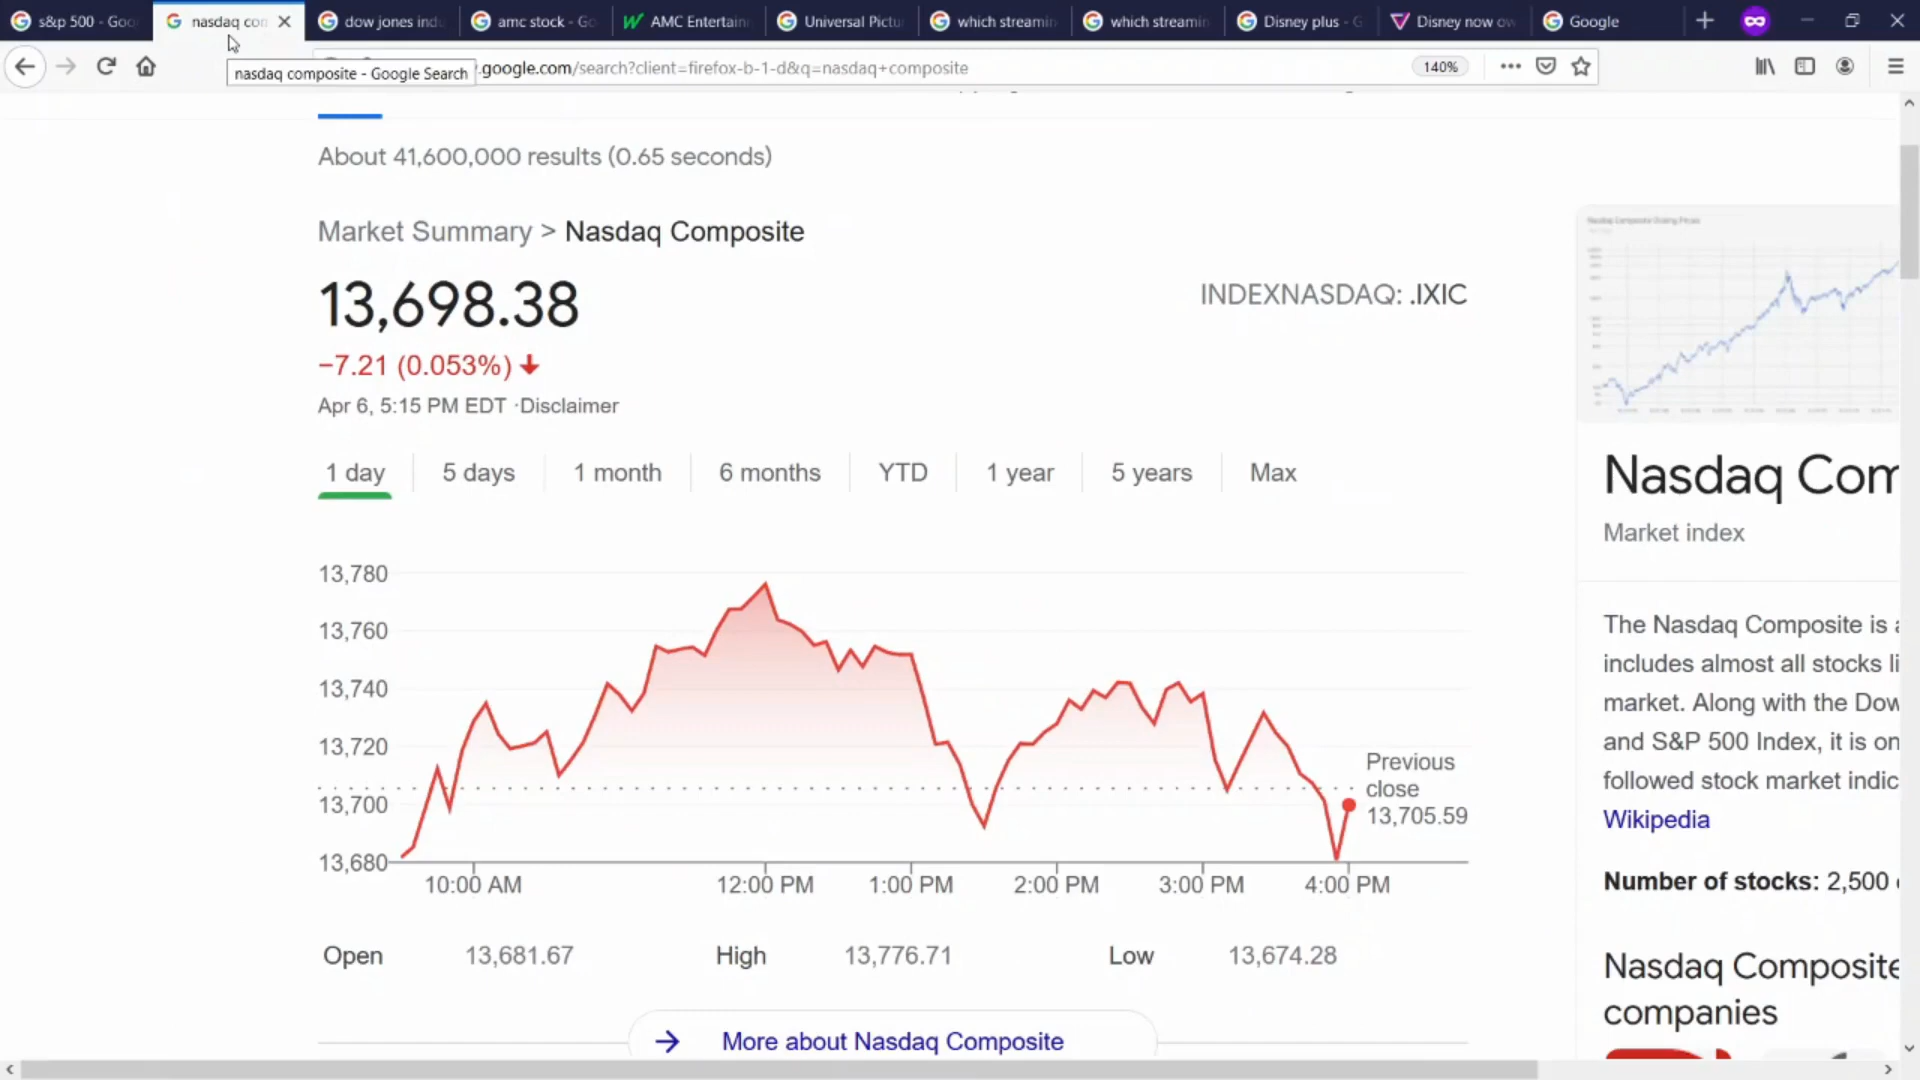 s&p 500 - Goo
nasdaq con
dow jones indu
amc stock - Go
AMC Entertain
Universal Pictu
which streamin
which streamin
Disney plus - G
Disney now ow
Google
nasdaq composite - Google Search
.google.com/search?client=firefox-b-1-d&q=nasdaq+composite
140%
About 41,600,000 results (0.65 seconds)
Market Summary > Nasdaq Composite
13,698.38
INDEXNASDAQ: .IXIC
−7.21 (0.053%)
Apr 6, 5:15 PM EDT ·Disclaimer
1 day
5 days
1 month
6 months
YTD
1 year
5 years
Max
13,780
13,760
13,740
13,720
13,700
13,680
Previous
close
13,705.59
10:00 AM
12:00 PM
1:00 PM
2:00 PM
3:00 PM
4:00 PM
Open 13,681.67
High 13,776.71
Low 13,674.28
More about Nasdaq Composite
Nasdaq Com
Market index
The Nasdaq Composite is a
includes almost all stocks li
market. Along with the Dow
and S&P 500 Index, it is on
followed stock market indic
Wikipedia
Number of stocks: 2,500
Nasdaq Composite
companies